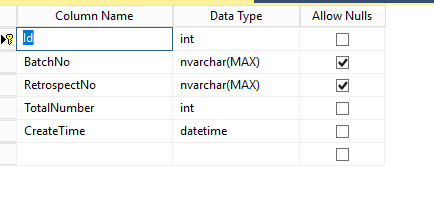 Column Name Data Type Allow Nulls
Id int
BatchNo nvarchar(MAX)
RetrospectNo nvarchar(MAX)
TotalNumber int
CreateTime datetime